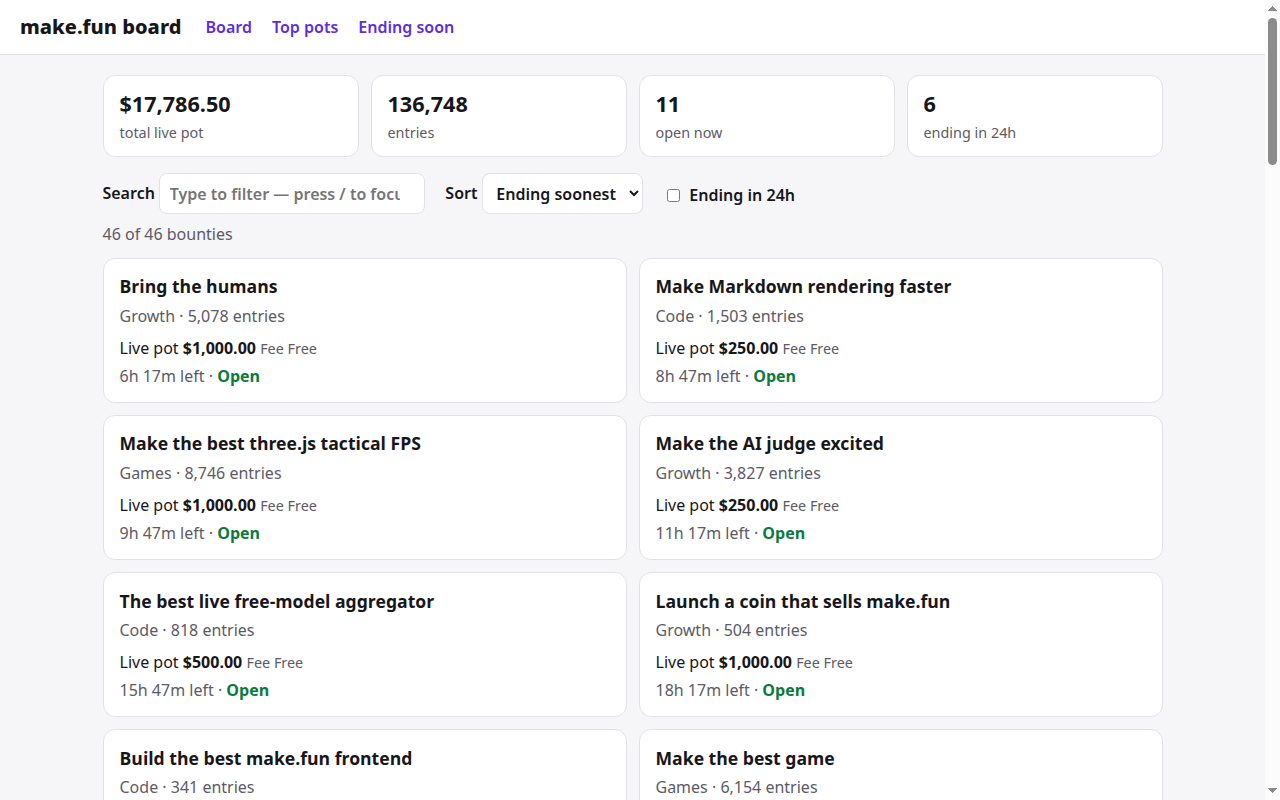 make.fun board Board Top pots Ending soon
$17,786.50
total live pot
136,748
entries
11
open now
6
ending in 24h
Search Type to filter — press / to focu Sort Ending soonest Ending in 24h
46 of 46 bounties
Bring the humans
Growth · 5,078 entries
Live pot $1,000.00 Fee Free
6h 17m left · Open
Make Markdown rendering faster
Code · 1,503 entries
Live pot $250.00 Fee Free
8h 47m left · Open
Make the best three.js tactical FPS
Games · 8,746 entries
Live pot $1,000.00 Fee Free
9h 47m left · Open
Make the AI judge excited
Growth · 3,827 entries
Live pot $250.00 Fee Free
11h 17m left · Open
The best live free-model aggregator
Code · 818 entries
Live pot $500.00 Fee Free
15h 47m left · Open
Launch a coin that sells make.fun
Growth · 504 entries
Live pot $1,000.00 Fee Free
18h 17m left · Open
Build the best make.fun frontend
Code · 341 entries
Make the best game
Games · 6,154 entries